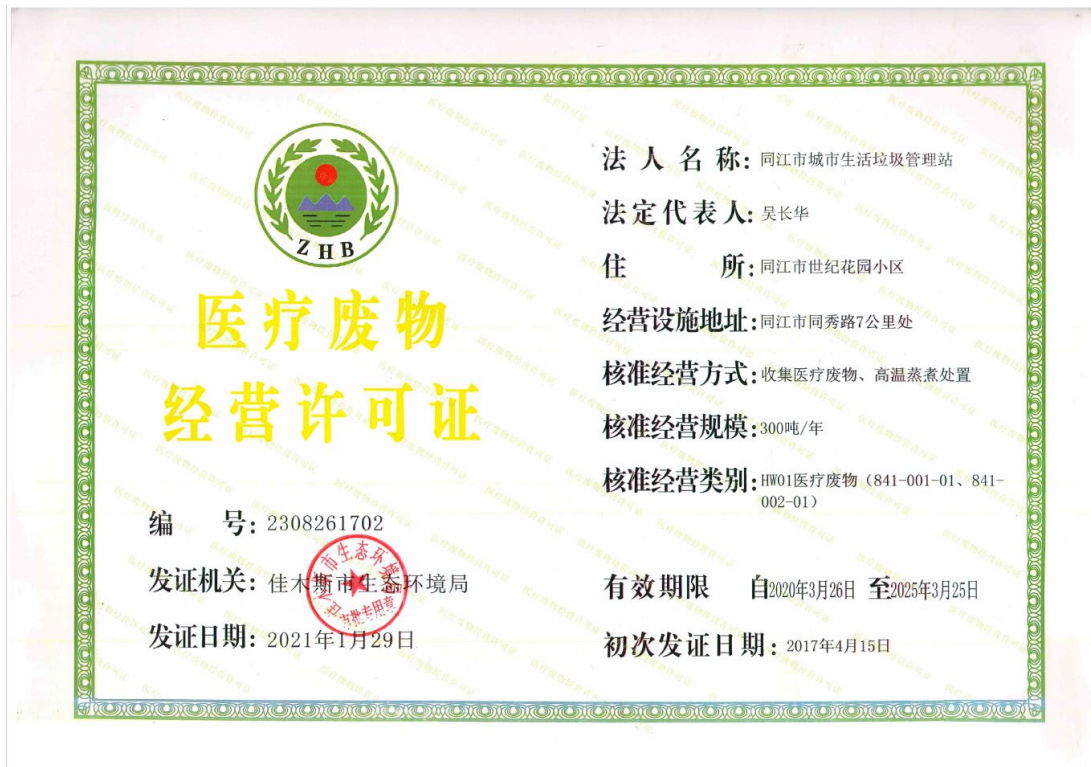 ZHB
医疗废物
经营许可证
编 号: 2308261702
发证机关: 佳木斯市生态环境局
发证日期: 2021年1月29日
法人名称: 同江市城市生活垃圾管理站
法定代表人: 吴长华
住 所: 同江市世纪花园小区
经营设施地址: 同江市同秀路7公里处
核准经营方式: 收集医疗废物、高温蒸煮处置
核准经营规模: 300吨/年
核准经营类别: HW01医疗废物（841-001-01、841-
002-01）
有效期限 自2020年3月26日 至2025年3月25日
初次发证日期: 2017年4月15日